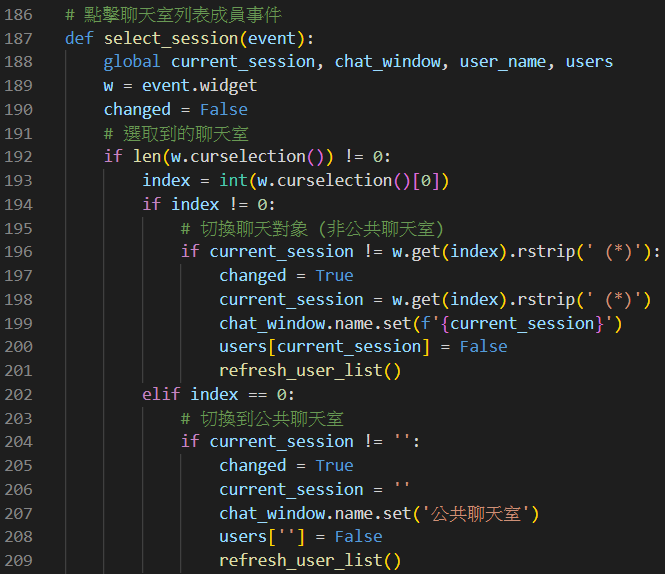 186 # 點擊聊天室列表成員事件
187 def select_session(event):
188     global current_session, chat_window, user_name, users
189     w = event.widget
190     changed = False
191     # 選取到的聊天室
192     if len(w.curselection()) != 0:
193         index = int(w.curselection()[0])
194         if index != 0:
195             # 切換聊天對象 (非公共聊天室)
196             if current_session != w.get(index).rstrip(' (*)'):
197                 changed = True
198                 current_session = w.get(index).rstrip(' (*)')
199                 chat_window.name.set(f'{current_session}')
200                 users[current_session] = False
201                 refresh_user_list()
202         elif index == 0:
203             # 切換到公共聊天室
204             if current_session != '':
205                 changed = True
206                 current_session = ''
207                 chat_window.name.set('公共聊天室')
208                 users[''] = False
209                 refresh_user_list()